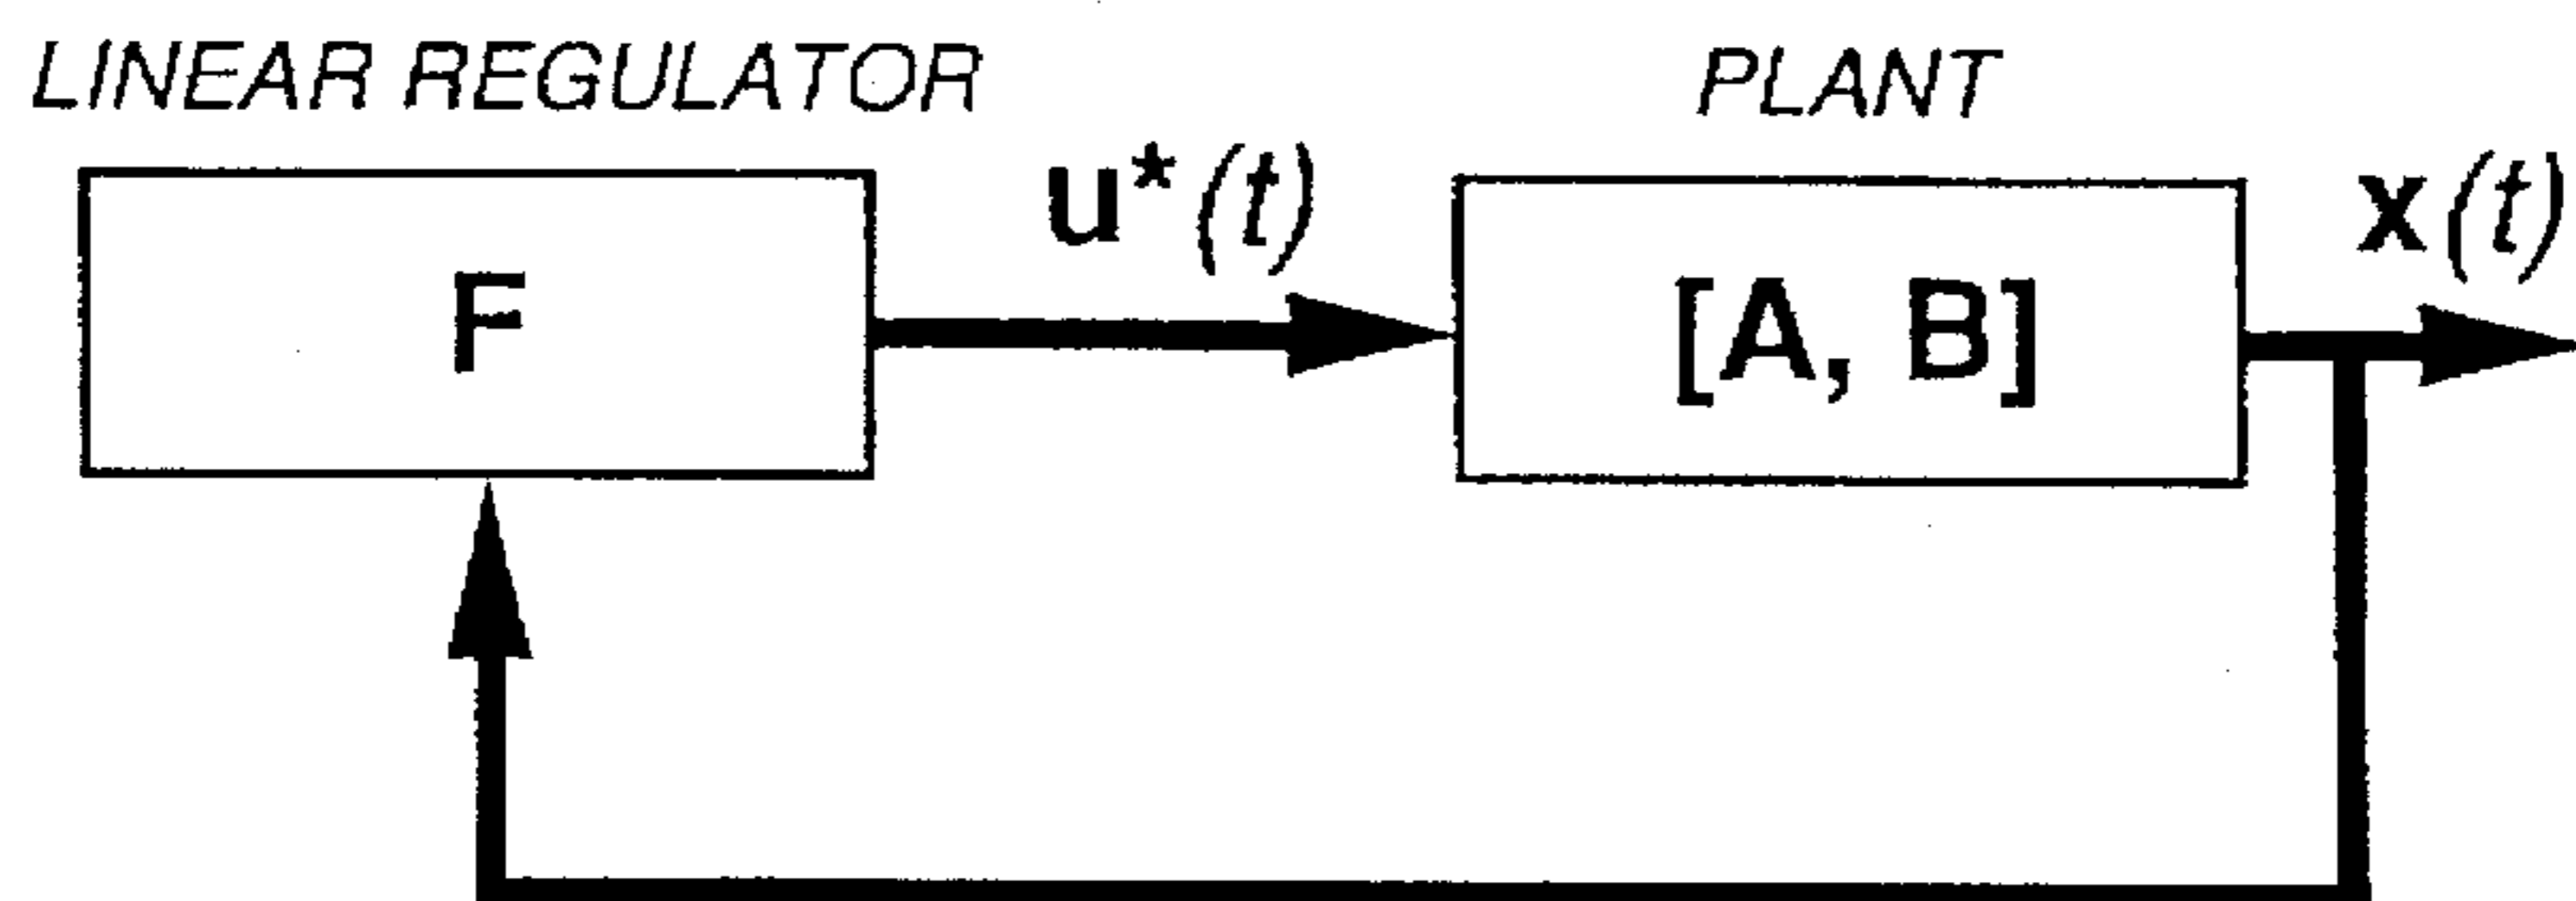 LINEAR REGULATOR
PLANT
u*(t)
x(t)
F
[A, B]